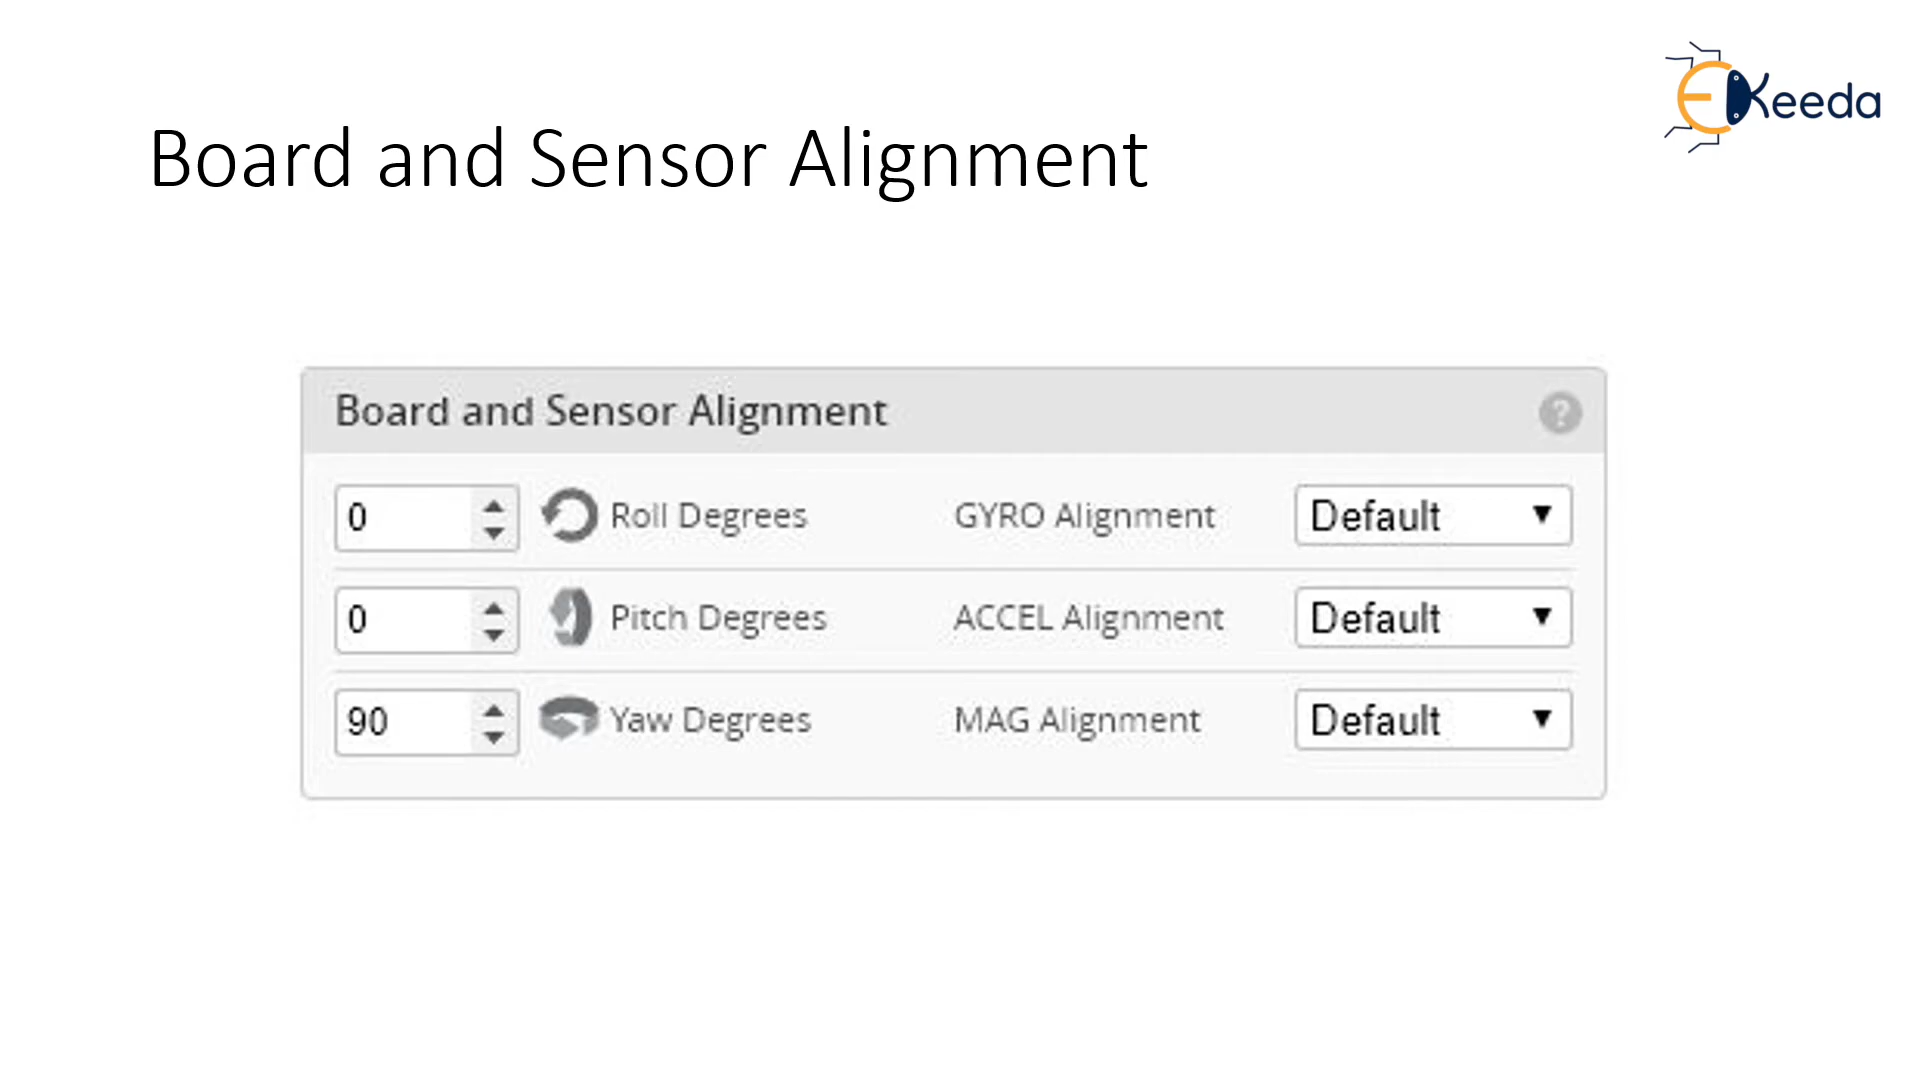 EKeeda
Board and Sensor Alignment
Board and Sensor Alignment ?
0 Roll Degrees GYRO Alignment Default
0 Pitch Degrees ACCEL Alignment Default
90 Yaw Degrees MAG Alignment Default